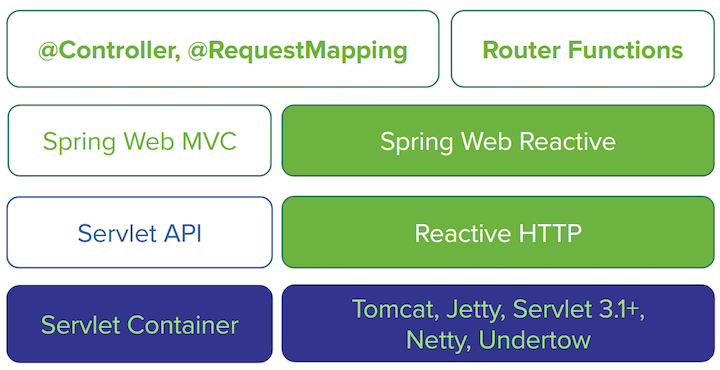 @Controller, @RequestMapping
Router Functions
Spring Web MVC
Spring Web Reactive
Servlet API
Reactive HTTP
Servlet Container
Tomcat, Jetty, Servlet 3.1+,
Netty, Undertow